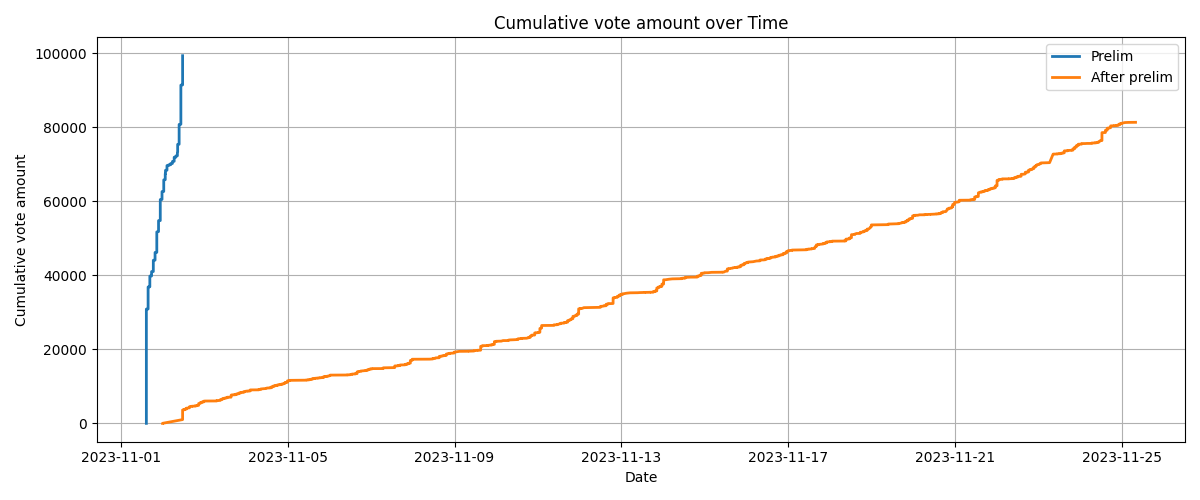 Cumulative vote amount over Time
Prelim
After prelim
Cumulative vote amount
100000
80000
60000
40000
20000
0
2023-11-01
2023-11-05
2023-11-09
2023-11-13
2023-11-17
2023-11-21
2023-11-25
Date